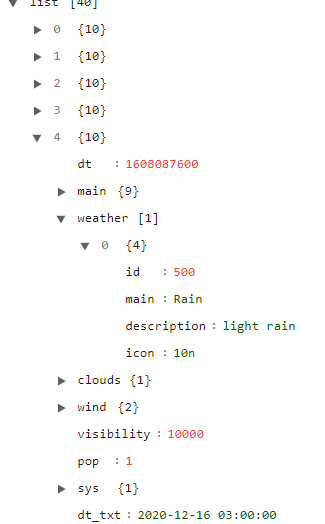 list [40]
0 {10}
1 {10}
2 {10}
3 {10}
4 {10}
dt : 1608087600
main {9}
weather [1]
0 {4}
id : 500
main : Rain
description : light rain
icon : 10n
clouds {1}
wind {2}
visibility : 10000
pop : 1
sys {1}
dt_txt : 2020-12-16 03:00:00